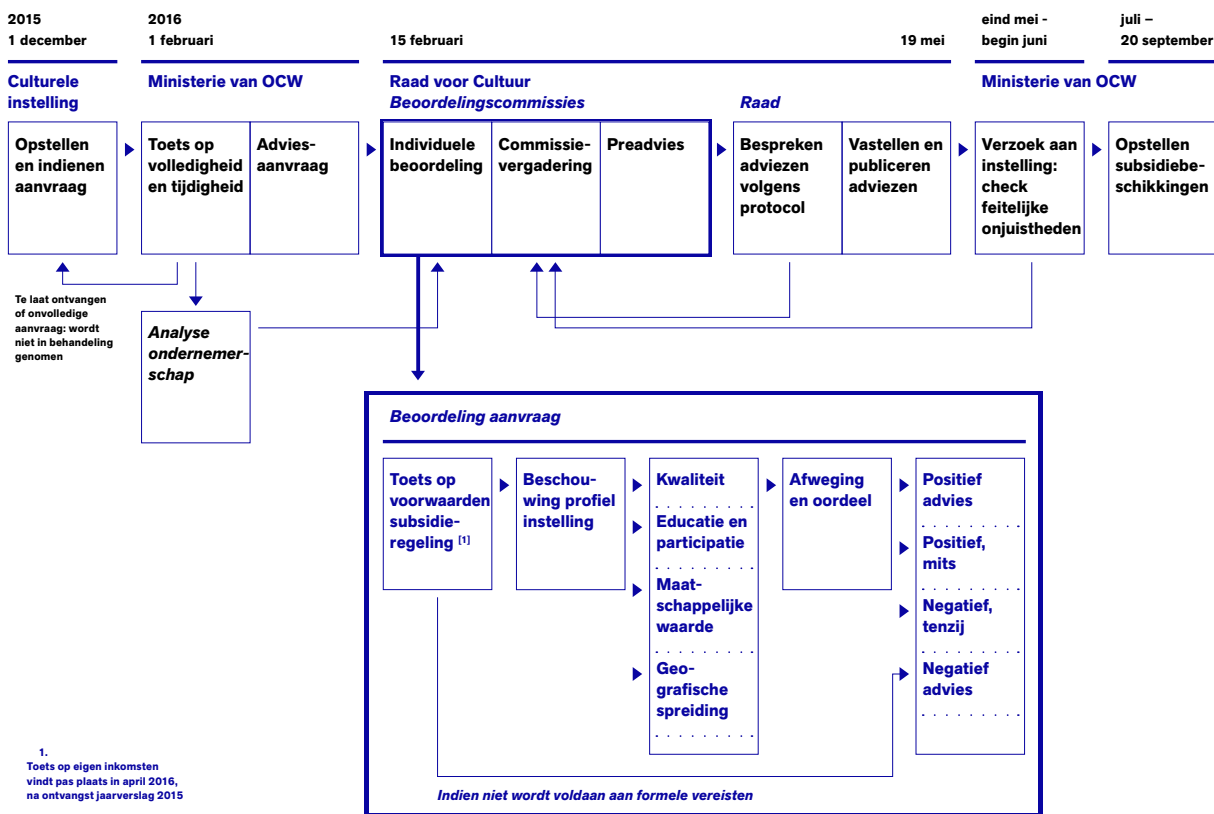 2015
1 december
2016
1 februari
15 februari
19 mei
eind mei -
begin juni
juli –
20 september
Culturele
instelling
Ministerie van OCW
Raad voor Cultuur
Beoordelingscommissies
Raad
Ministerie van OCW
Opstellen
en indienen
aanvraag
Toets op
volledigheid
en tijdigheid
Advies-
aanvraag
Individuele
beoordeling
Commissie-
vergadering
Preadvies
Bespreken
adviezen
volgens
protocol
Vastellen en
publiceren
adviezen
Verzoek aan
instelling:
check
feitelijke
onjuistheden
Opstellen
subsidiebe-
schikkingen
Te laat ontvangen
of onvolledige
aanvraag: wordt
niet in behandeling
genomen
Analyse
ondernemer-
schap
Beoordeling aanvraag
Toets op
voorwaarden
subsidie-
regeling [1]
Beschou-
wing profiel
instelling
Kwaliteit
Educatie en
participatie
Maat-
schappelijke
waarde
Geo-
grafische
spreiding
Afweging
en oordeel
Positief
advies
Positief,
mits
Negatief,
tenzij
Negatief
advies
Indien niet wordt voldaan aan formele vereisten
1.
Toets op eigen inkomsten
vindt pas plaats in april 2016,
na ontvangst jaarverslag 2015